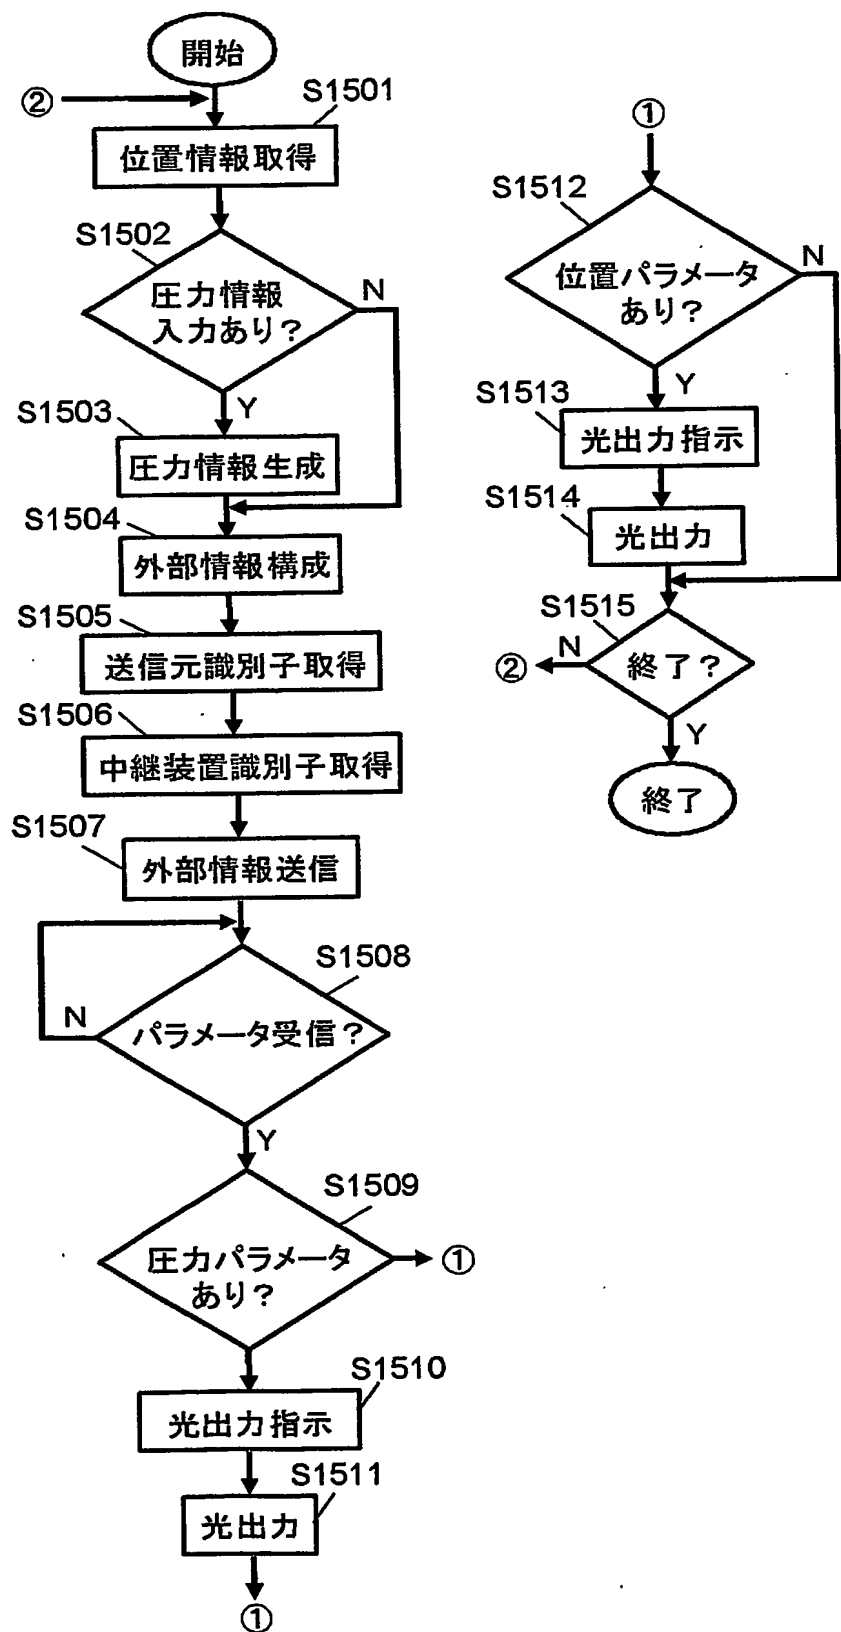 開始
②
S1501
位置情報取得
S1502
圧力情報
入力あり?
N
Y
S1503
圧力情報生成
S1504
外部情報構成
S1505
送信元識別子取得
S1506
中継装置識別子取得
S1507
外部情報送信
S1508
パラメータ受信?
N
Y
S1509
圧力パラメータ
あり?
①
S1510
光出力指示
S1511
光出力
①
①
S1512
位置パラメータ
あり?
N
Y
S1513
光出力指示
S1514
光出力
S1515
終了?
N
②
Y
終了